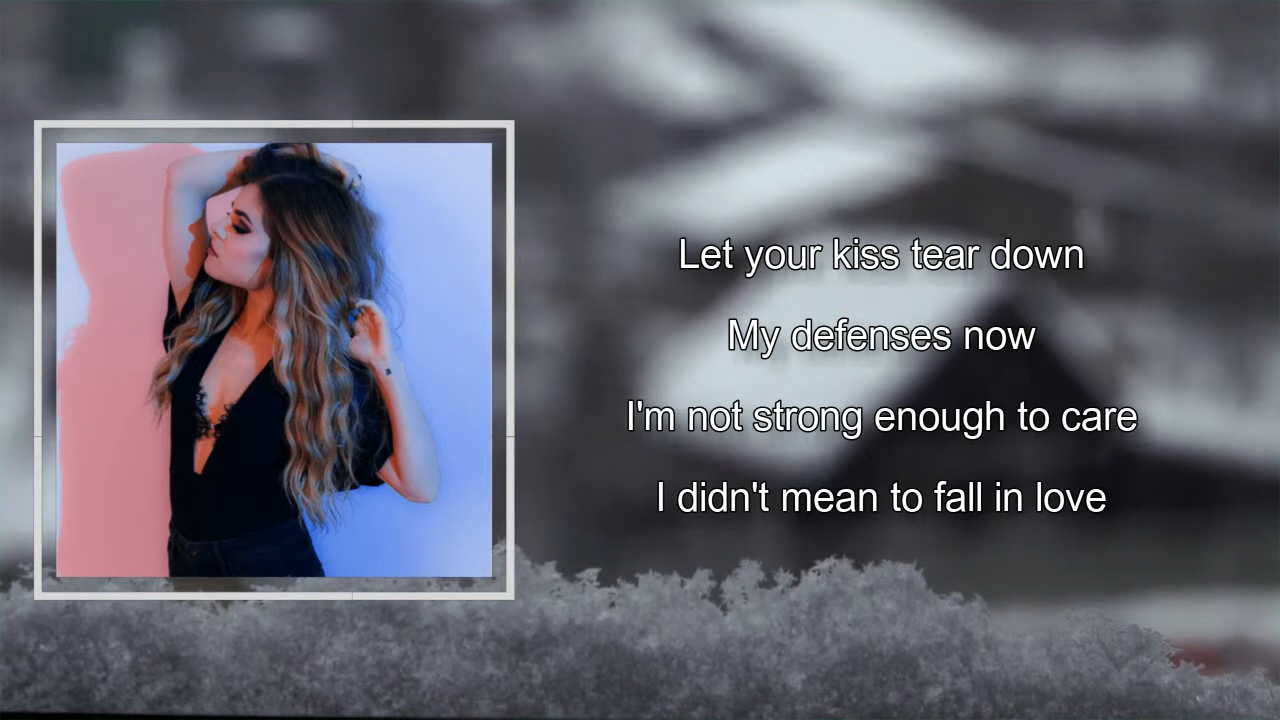 Let your kiss tear down
My defenses now
I'm not strong enough to care
I didn't mean to fall in love